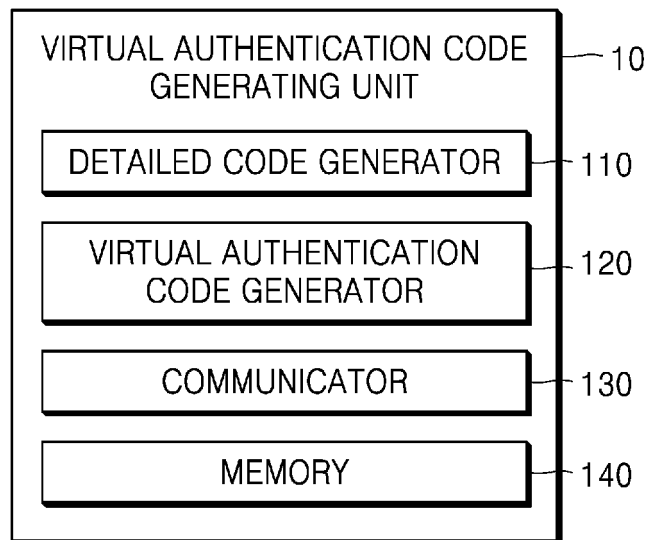 VIRTUAL AUTHENTICATION CODE
GENERATING UNIT
10
DETAILED CODE GENERATOR
110
VIRTUAL AUTHENTICATION
CODE GENERATOR
120
COMMUNICATOR
130
MEMORY
140